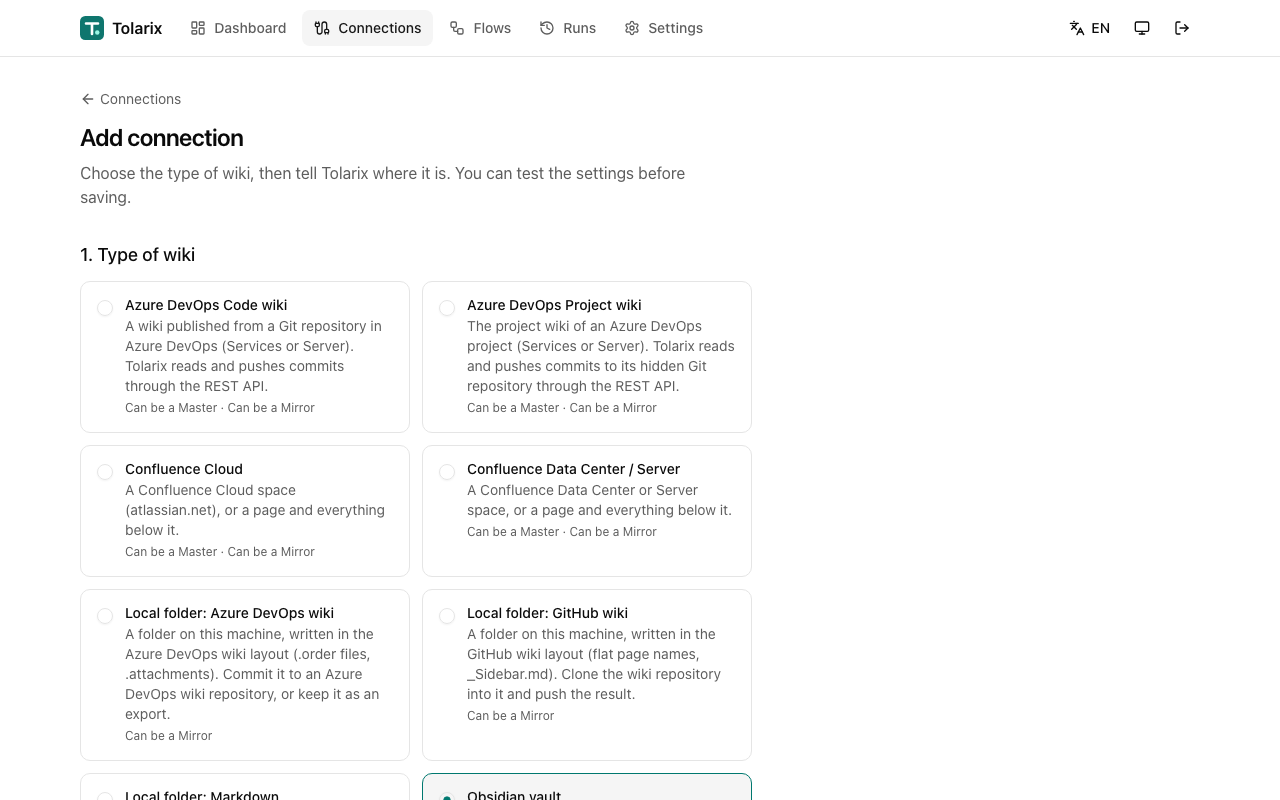 Tolarix
Dashboard
Connections
Flows
Runs
Settings
EN
Connections
Add connection
Choose the type of wiki, then tell Tolarix where it is. You can test the settings before
saving.
1. Type of wiki
Azure DevOps Code wiki
A wiki published from a Git repository in
Azure DevOps (Services or Server).
Tolarix reads and pushes commits
through the REST API.
Can be a Master · Can be a Mirror
Azure DevOps Project wiki
The project wiki of an Azure DevOps
project (Services or Server). Tolarix reads
and pushes commits to its hidden Git
repository through the REST API.
Can be a Master · Can be a Mirror
Confluence Cloud
A Confluence Cloud space
(atlassian.net), or a page and everything
below it.
Can be a Master · Can be a Mirror
Confluence Data Center / Server
A Confluence Data Center or Server
space, or a page and everything below it.
Can be a Master · Can be a Mirror
Local folder: Azure DevOps wiki
A folder on this machine, written in the
Azure DevOps wiki layout (.order files,
.attachments). Commit it to an Azure
DevOps wiki repository, or keep it as an
export.
Can be a Mirror
Local folder: GitHub wiki
A folder on this machine, written in the
GitHub wiki layout (flat page names,
_Sidebar.md). Clone the wiki repository
into it and push the result.
Can be a Mirror
Local folder: Markdown
Obsidian vault